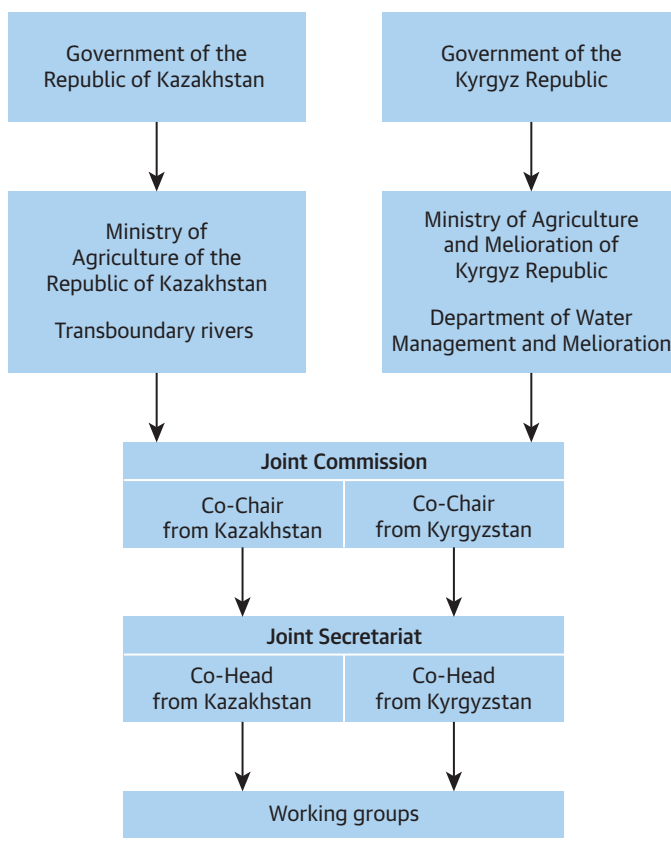 Government of the
Republic of Kazakhstan
Government of the
Kyrgyz Republic
Ministry of
Agriculture of the
Republic of Kazakhstan
Transboundary rivers
Ministry of Agriculture
and Melioration of
Kyrgyz Republic
Department of Water
Management and Melioration
Joint Commission
Co-Chair
from Kazakhstan
Co-Chair
from Kyrgyzstan
Joint Secretariat
Co-Head
from Kazakhstan
Co-Head
from Kyrgyzstan
Working groups